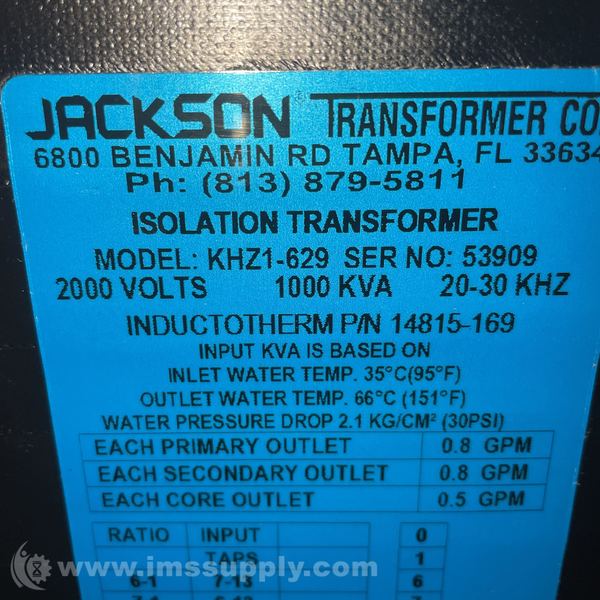 JACKSON TRANSFORMER CO.
6800 BENJAMIN RD TAMPA, FL 33634
Ph: (813) 879-5811
ISOLATION TRANSFORMER
MODEL: KHZ1-629 SER NO: 53909
2000 VOLTS 1000 KVA 20-30 KHZ
INDUCTOTHERM P/N 14815-169
INPUT KVA IS BASED ON
INLET WATER TEMP. 35°C(95°F)
OUTLET WATER TEMP. 66°C (151°F)
WATER PRESSURE DROP 2.1 KG/CM² (30PSI)
EACH PRIMARY OUTLET 0.8 GPM
EACH SECONDARY OUTLET 0.8 GPM
EACH CORE OUTLET 0.5 GPM
RATIO INPUT 0
TAPS 1
6-1 7-13 6
www.imssupply.com